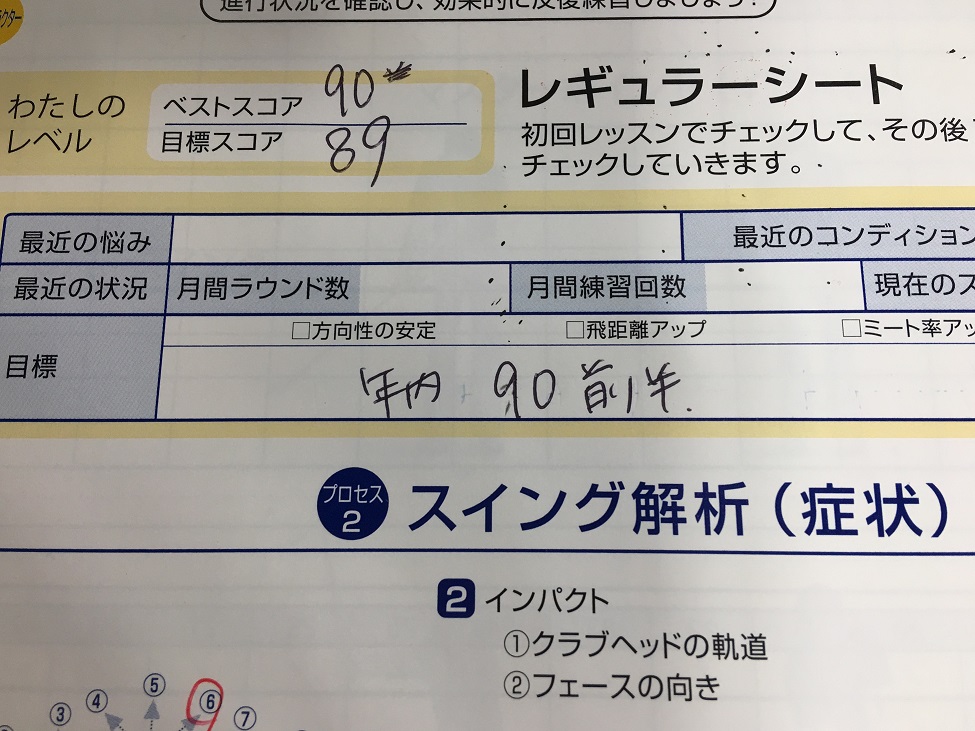 進行状況を確認し、効果的に反復練習しましょう!
クター
わたしの
レベル
ベストスコア 90
目標スコア 89
レギュラーシート
初回レッスンでチェックして、その後
チェックしていきます。
最近の悩み 最近のコンディション
最近の状況 月間ラウンド数 月間練習回数 現在のス
□方向性の安定 □飛距離アップ □ミート率アッ
目標 年内 90 前半.
プロセス
2
スイング解析(症状)
2 インパクト
①クラブヘッドの軌道
②フェースの向き
③ ④ ⑤ ⑥ ⑦